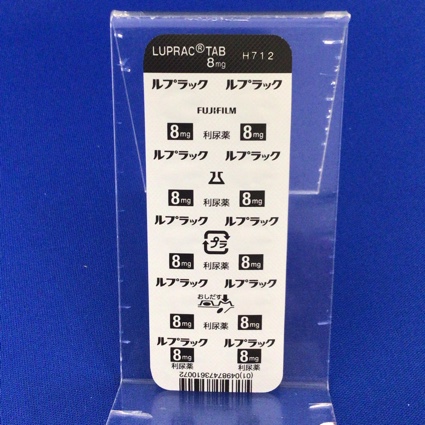 LUPRAC® TAB
8mg H712
ルプラック ルプラック
FUJIFILM
8mg 利尿薬 8mg
ルプラック ルプラック
8mg 利尿薬 8mg
ルプラック ルプラック
プラ
8mg 利尿薬 8mg
ルプラック ルプラック
おしだす
8mg 利尿薬 8mg
ルプラック ルプラック
8mg 8mg
利尿薬 利尿薬
(01)04987473610072